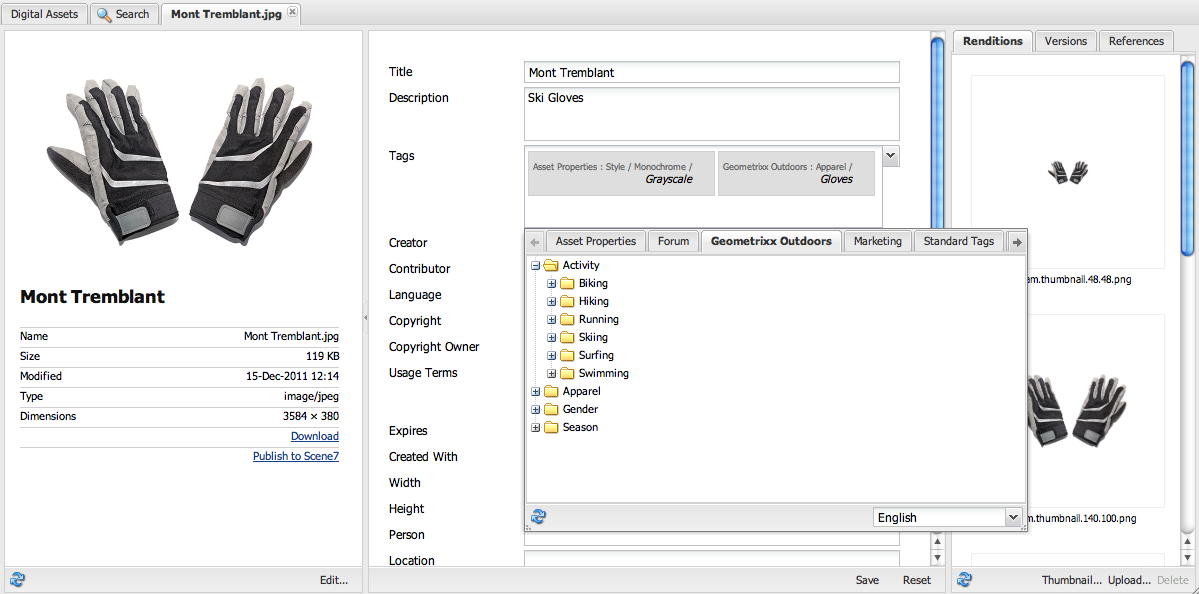 Digital Assets
Search
Mont Tremblant.jpg
Mont Tremblant
Name Mont Tremblant.jpg
Size 119 KB
Modified 15-Dec-2011 12:14
Type image/jpeg
Dimensions 3584 × 380
Download
Publish to Scene7
Edit...
Title Mont Tremblant
Description Ski Gloves
Tags
Asset Properties : Style / Monochrome /
Grayscale
Geometrixx Outdoors : Apparel /
Gloves
Creator
Contributor
Language
Copyright
Copyright Owner
Usage Terms
Expires
Created With
Width
Height
Person
Location
Asset Properties
Forum
Geometrixx Outdoors
Marketing
Standard Tags
Activity
Biking
Hiking
Running
Skiing
Surfing
Swimming
Apparel
Gender
Season
English
Save
Reset
Renditions
Versions
References
am.thumbnail.48.48.png
m.thumbnail.140.100.png
Thumbnail...
Upload...
Delete